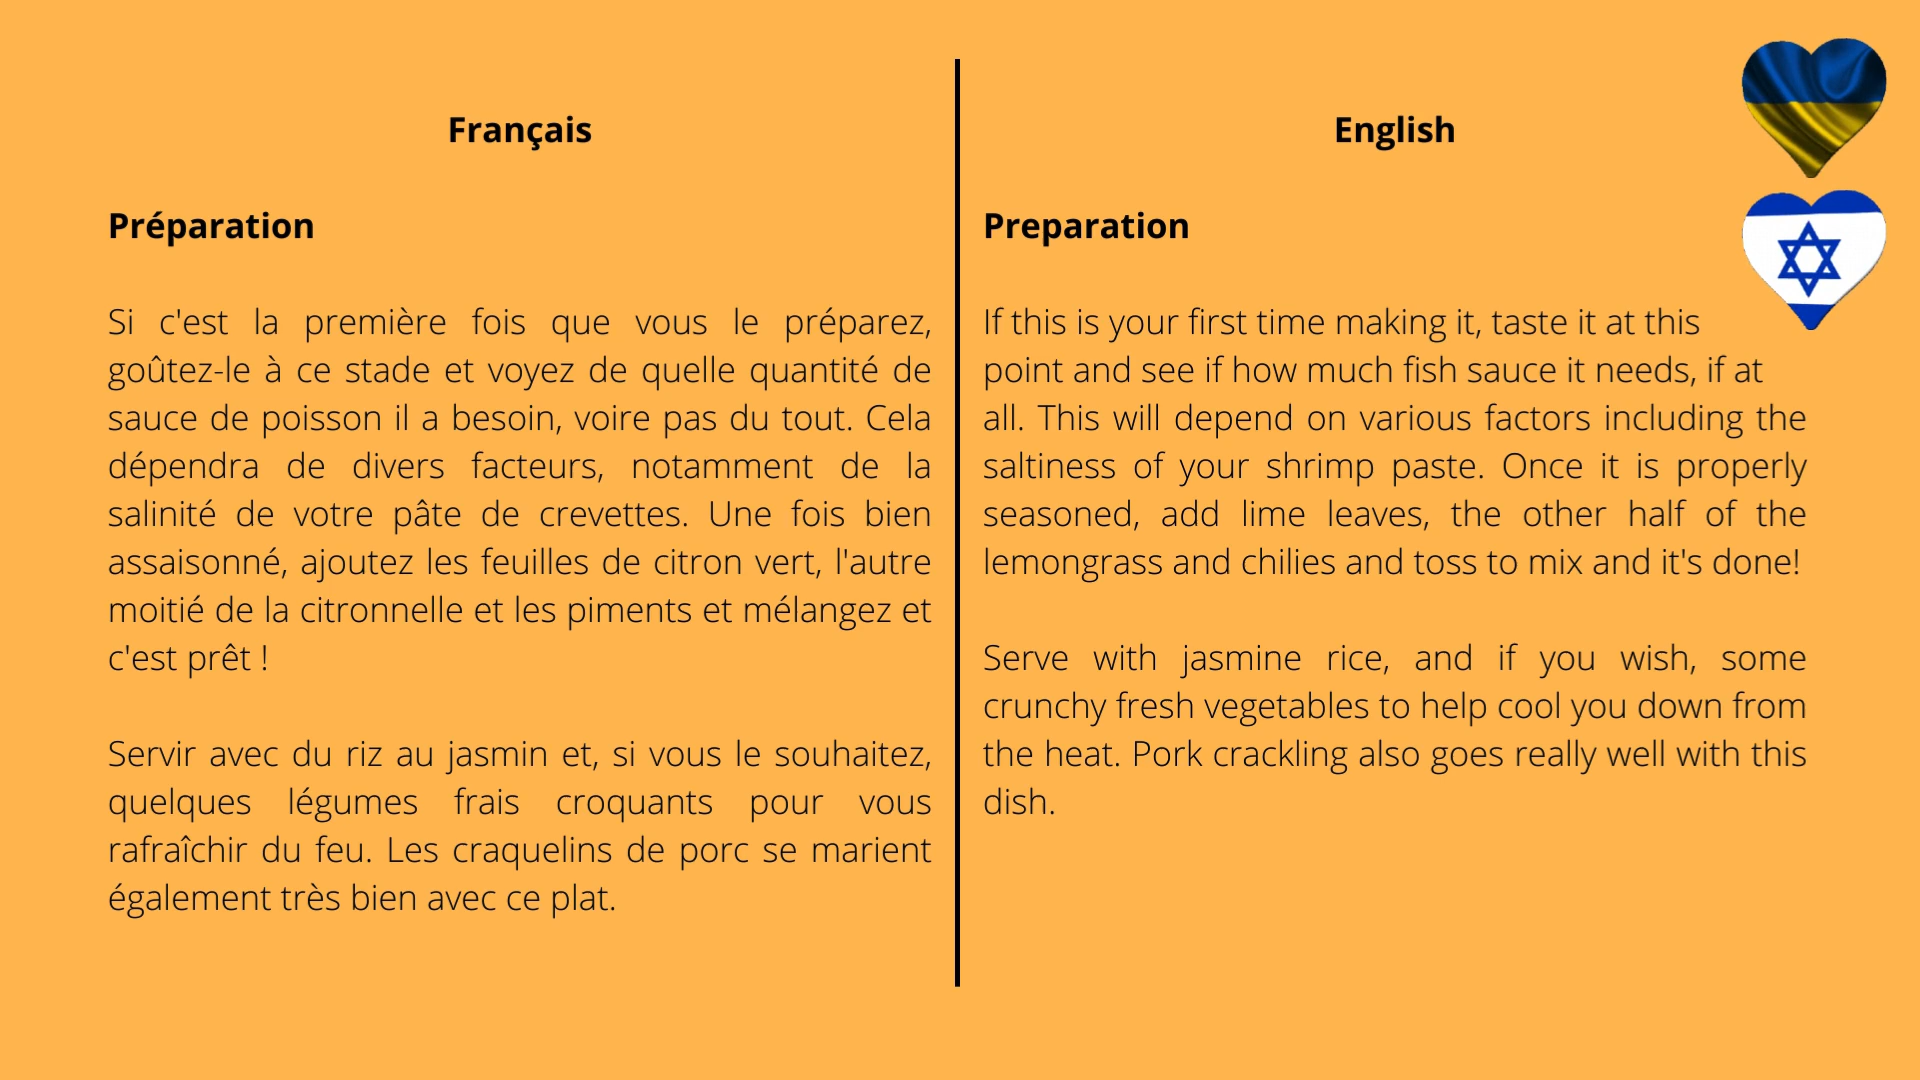 Français
Préparation
Si c'est la première fois que vous le préparez,
goûtez-le à ce stade et voyez de quelle quantité de
sauce de poisson il a besoin, voire pas du tout. Cela
dépendra de divers facteurs, notamment de la
salinité de votre pâte de crevettes. Une fois bien
assaisonné, ajoutez les feuilles de citron vert, l'autre
moitié de la citronnelle et les piments et mélangez et
c'est prêt !
Servir avec du riz au jasmin et, si vous le souhaitez,
quelques légumes frais croquants pour vous
rafraîchir du feu. Les craquelins de porc se marient
également très bien avec ce plat.
English
Preparation
If this is your first time making it, taste it at this
point and see if how much fish sauce it needs, if at
all. This will depend on various factors including the
saltiness of your shrimp paste. Once it is properly
seasoned, add lime leaves, the other half of the
lemongrass and chilies and toss to mix and it's done!
Serve with jasmine rice, and if you wish, some
crunchy fresh vegetables to help cool you down from
the heat. Pork crackling also goes really well with this
dish.